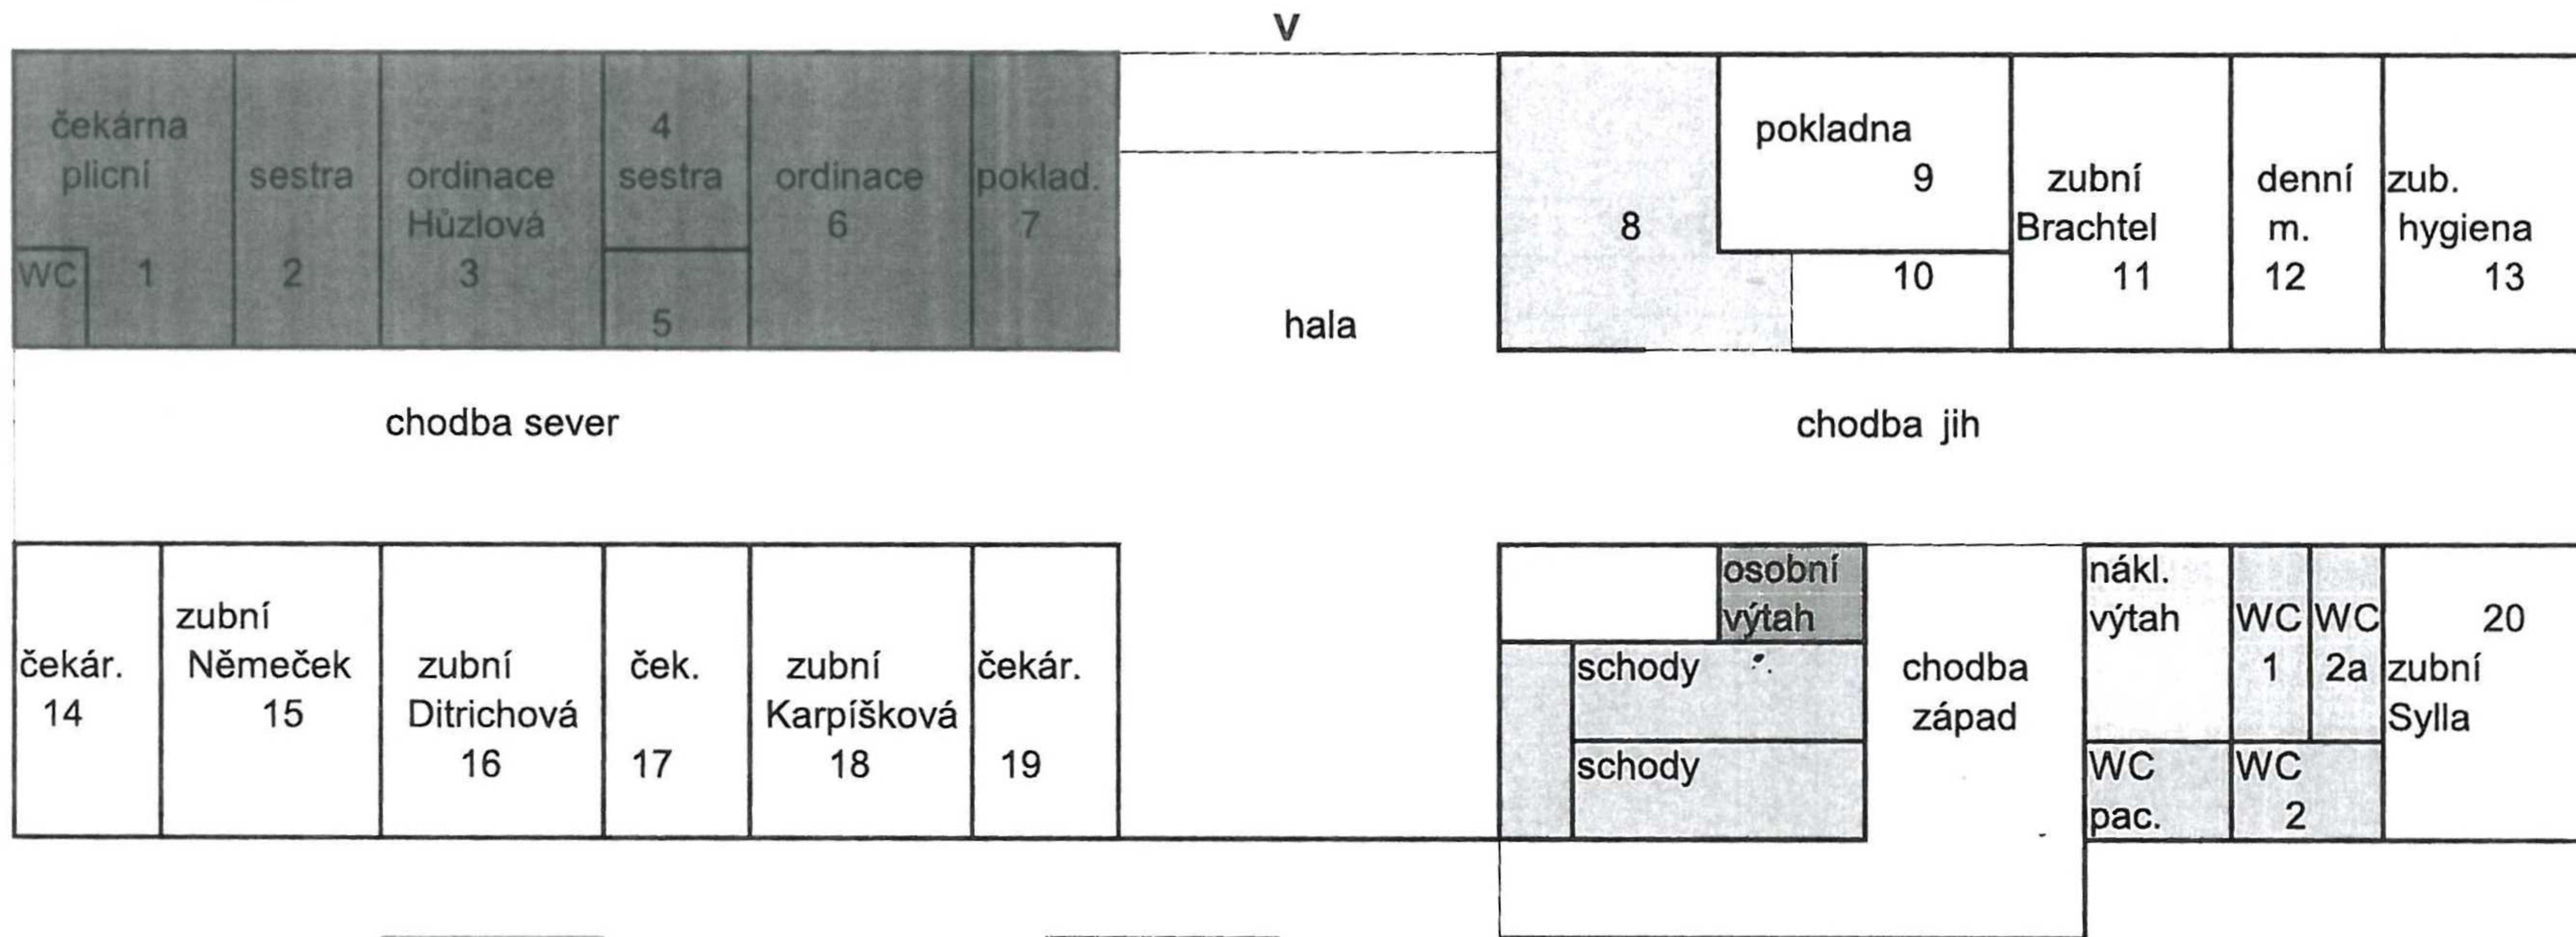 V
čekárna
plicní
WC
1
sestra
2
ordinace
Hůzlová
3
4
sestra
5
ordinace
6
poklad.
7
hala
8
pokladna
9
10
zubní
Brachtel
11
denní
m.
12
zub.
hygiena
13
chodba sever
chodba jih
čekár.
14
zubní
Němeček
15
zubní
Ditrichová
16
ček.
17
zubní
Karpíšková
18
čekár.
19
osobní
výtah
schody
schody
chodba
západ
nákl.
výtah
WC
1
WC
2a
WC
pac.
WC
2
20
zubní
Sylla